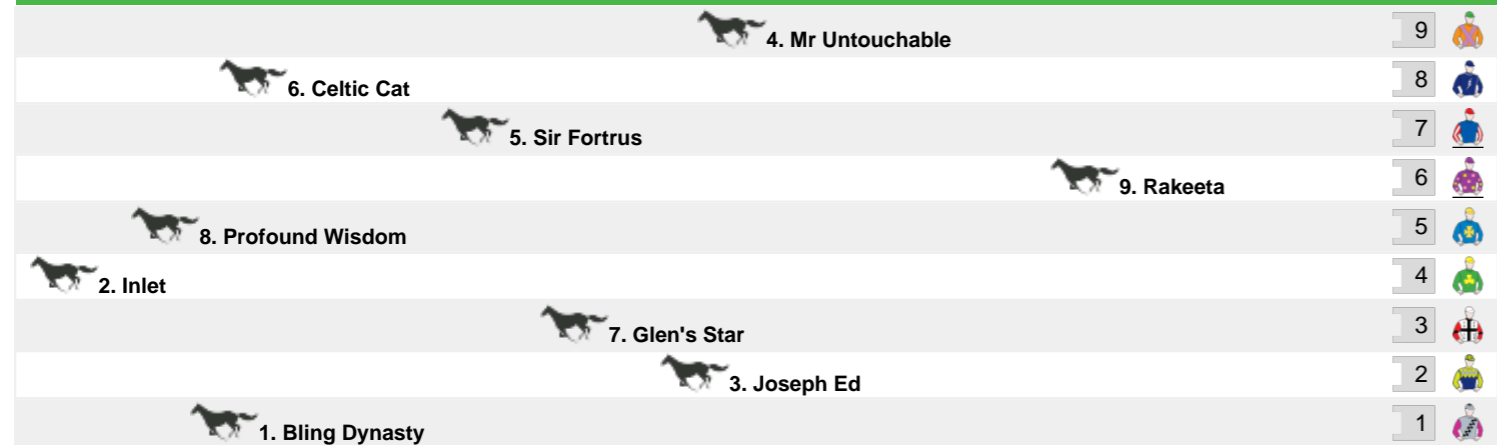 4. Mr Untouchable 9
6. Celtic Cat 8
5. Sir Fortrus 7
9. Rakeeta 6
8. Profound Wisdom 5
2. Inlet 4
7. Glen's Star 3
3. Joseph Ed 2
1. Bling Dynasty 1